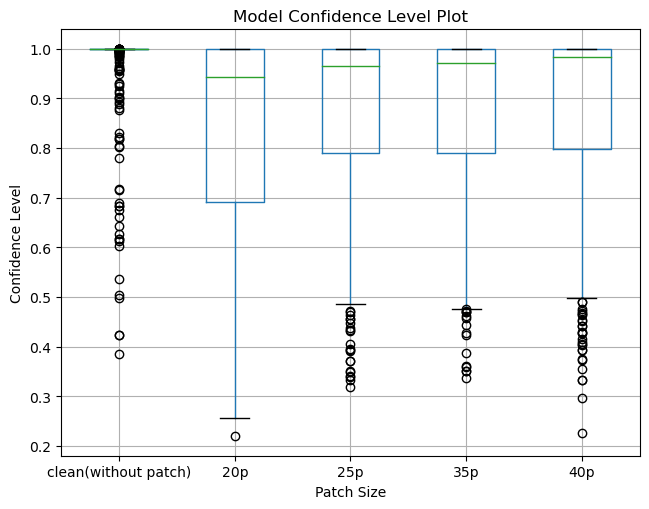 Model Confidence Level Plot
1.0
0.9
0.8
0.7
0.6
0.5
0.4
0.3
0.2
Confidence Level
clean(without patch) 20p 25p 35p 40p
Patch Size